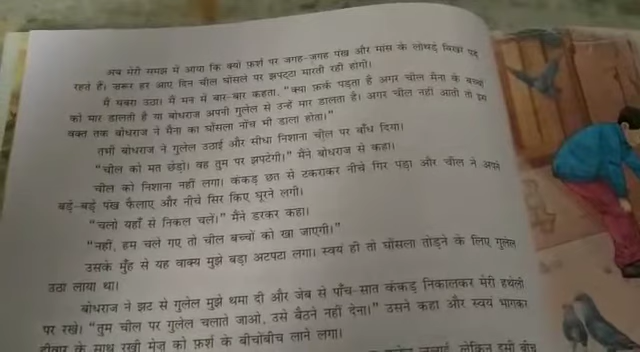 अब मेरी समझ में आया कि क्यों फ़र्श पर जगह-जगह पंख और मांस के लोथड़े बिखरे पड़े
रहते हैं। ज़रूर हर आए दिन चील घोंसले पर झपट्टा मारती रही होगी।
मैं घबरा उठा। मैं मन में बार-बार कहता, "क्या फ़र्क पड़ता है अगर चील मैना के बच्चों
को मार डालती है या बोधराज अपनी गुलेल से उन्हें मार डालता है। अगर चील नहीं आती तो इस
वक्त तक बोधराज ने मैना का घोंसला नोंच भी डाला होता।"
तभी बोधराज ने गुलेल उठाई और सीधा निशाना चील पर बाँध दिया।
"चील को मत छेड़ो। वह तुम पर झपटेगी।" मैंने बोधराज से कहा।
चील को निशाना नहीं लगा। कंकड़ छत से टकराकर नीचे गिर पड़ा और चील ने अपने
बड़े-बड़े पंख फैलाए और नीचे सिर किए घूरने लगी।
"चलो यहाँ से निकल चलें।" मैंने डरकर कहा।
"नहीं, हम चले गए तो चील बच्चों को खा जाएगी।"
उसके मुँह से यह वाक्य मुझे बड़ा अटपटा लगा। स्वयं ही तो घोंसला तोड़ने के लिए गुलेल
उठा लाया था।
बोधराज ने झट से गुलेल मुझे थमा दी और जेब से पाँच-सात कंकड़ निकालकर मेरी हथेली
पर रखे। "तुम चील पर गुलेल चलाते जाओ, उसे बैठने नहीं देना।" उसने कहा और स्वयं भागकर
दीवार के साथ रखी मेज़ को फ़र्श के बीचोंबीच लाने लगा।
लेकिन इसी बीच